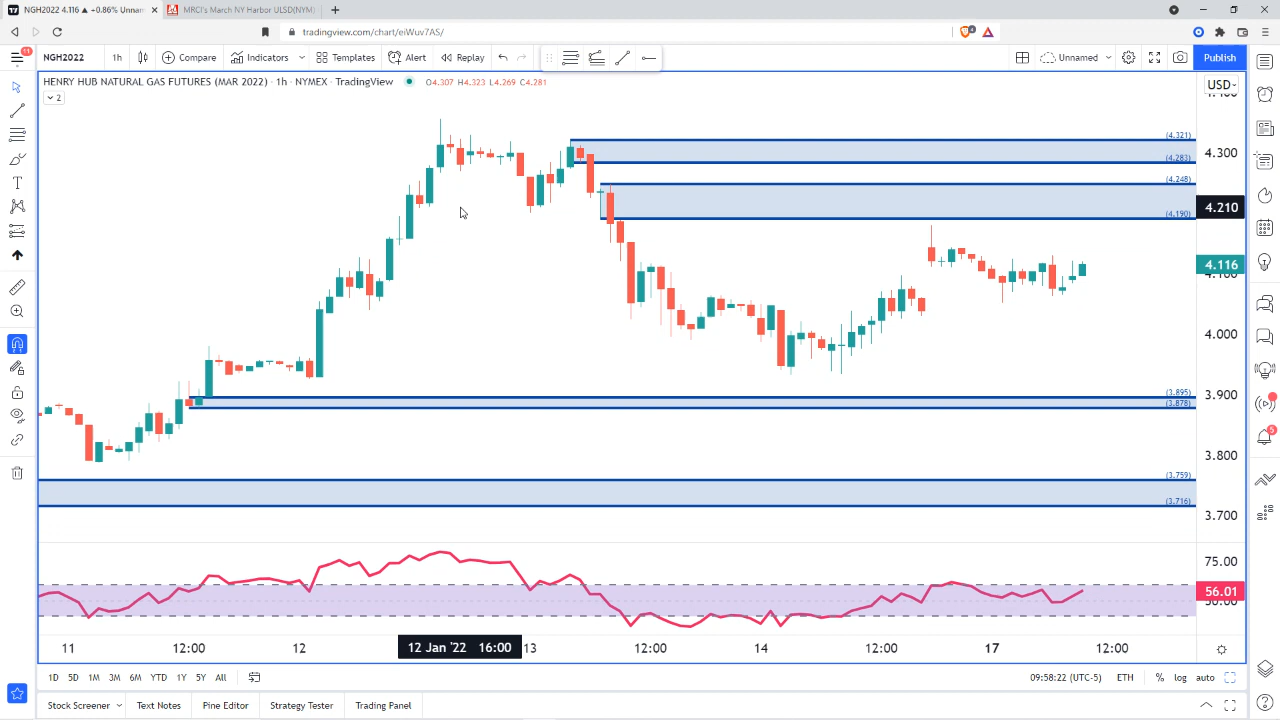 NGH2022 4.116 ▲ +0.86% Unnam
MRCI's March NY Harbor ULSD(NYM)
tradingview.com/chart/eiWuv7AS/
11
NGH2022 1h Compare Indicators Templates Alert Replay Unnamed Publish
HENRY HUB NATURAL GAS FUTURES (MAR 2022) · 1h · NYMEX · TradingView O4.307 H4.323 L4.269 C4.281
USD
2
(4.321)
4.300
(4.283)
(4.248)
4.210
(4.190)
4.116
4.100
4.000
3.900
(3.895)
(3.878)
3.800
(3.759)
(3.716)
3.700
75.00
56.01
50.00
11 12:00 12 12 Jan '22 16:00 13 12:00 14 12:00 17 12:00
1D 5D 1M 3M 6M YTD 1Y 5Y All 09:58:22 (UTC-5) ETH % log auto
Stock Screener Text Notes Pine Editor Strategy Tester Trading Panel